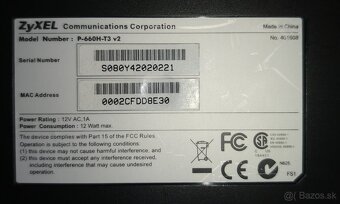 ZyXEL Communications Corporation Made in China
Model Number : P-660H-T3 v2
Serial Number
S080Y42020221
MAC Address
0002CFDD8E30
Power Rating : 12V AC,1A
Power Consumption : 12 Watt max.
The device complies with Part 15 of the FCC Rules.
Operation is subject to the following conditions:
(1) this device may not cause harmful interference, and
(2) this device must accept any interference received,
including interference that may cause undesired
operation.
FC CE
N626
FS1
bazos.sk